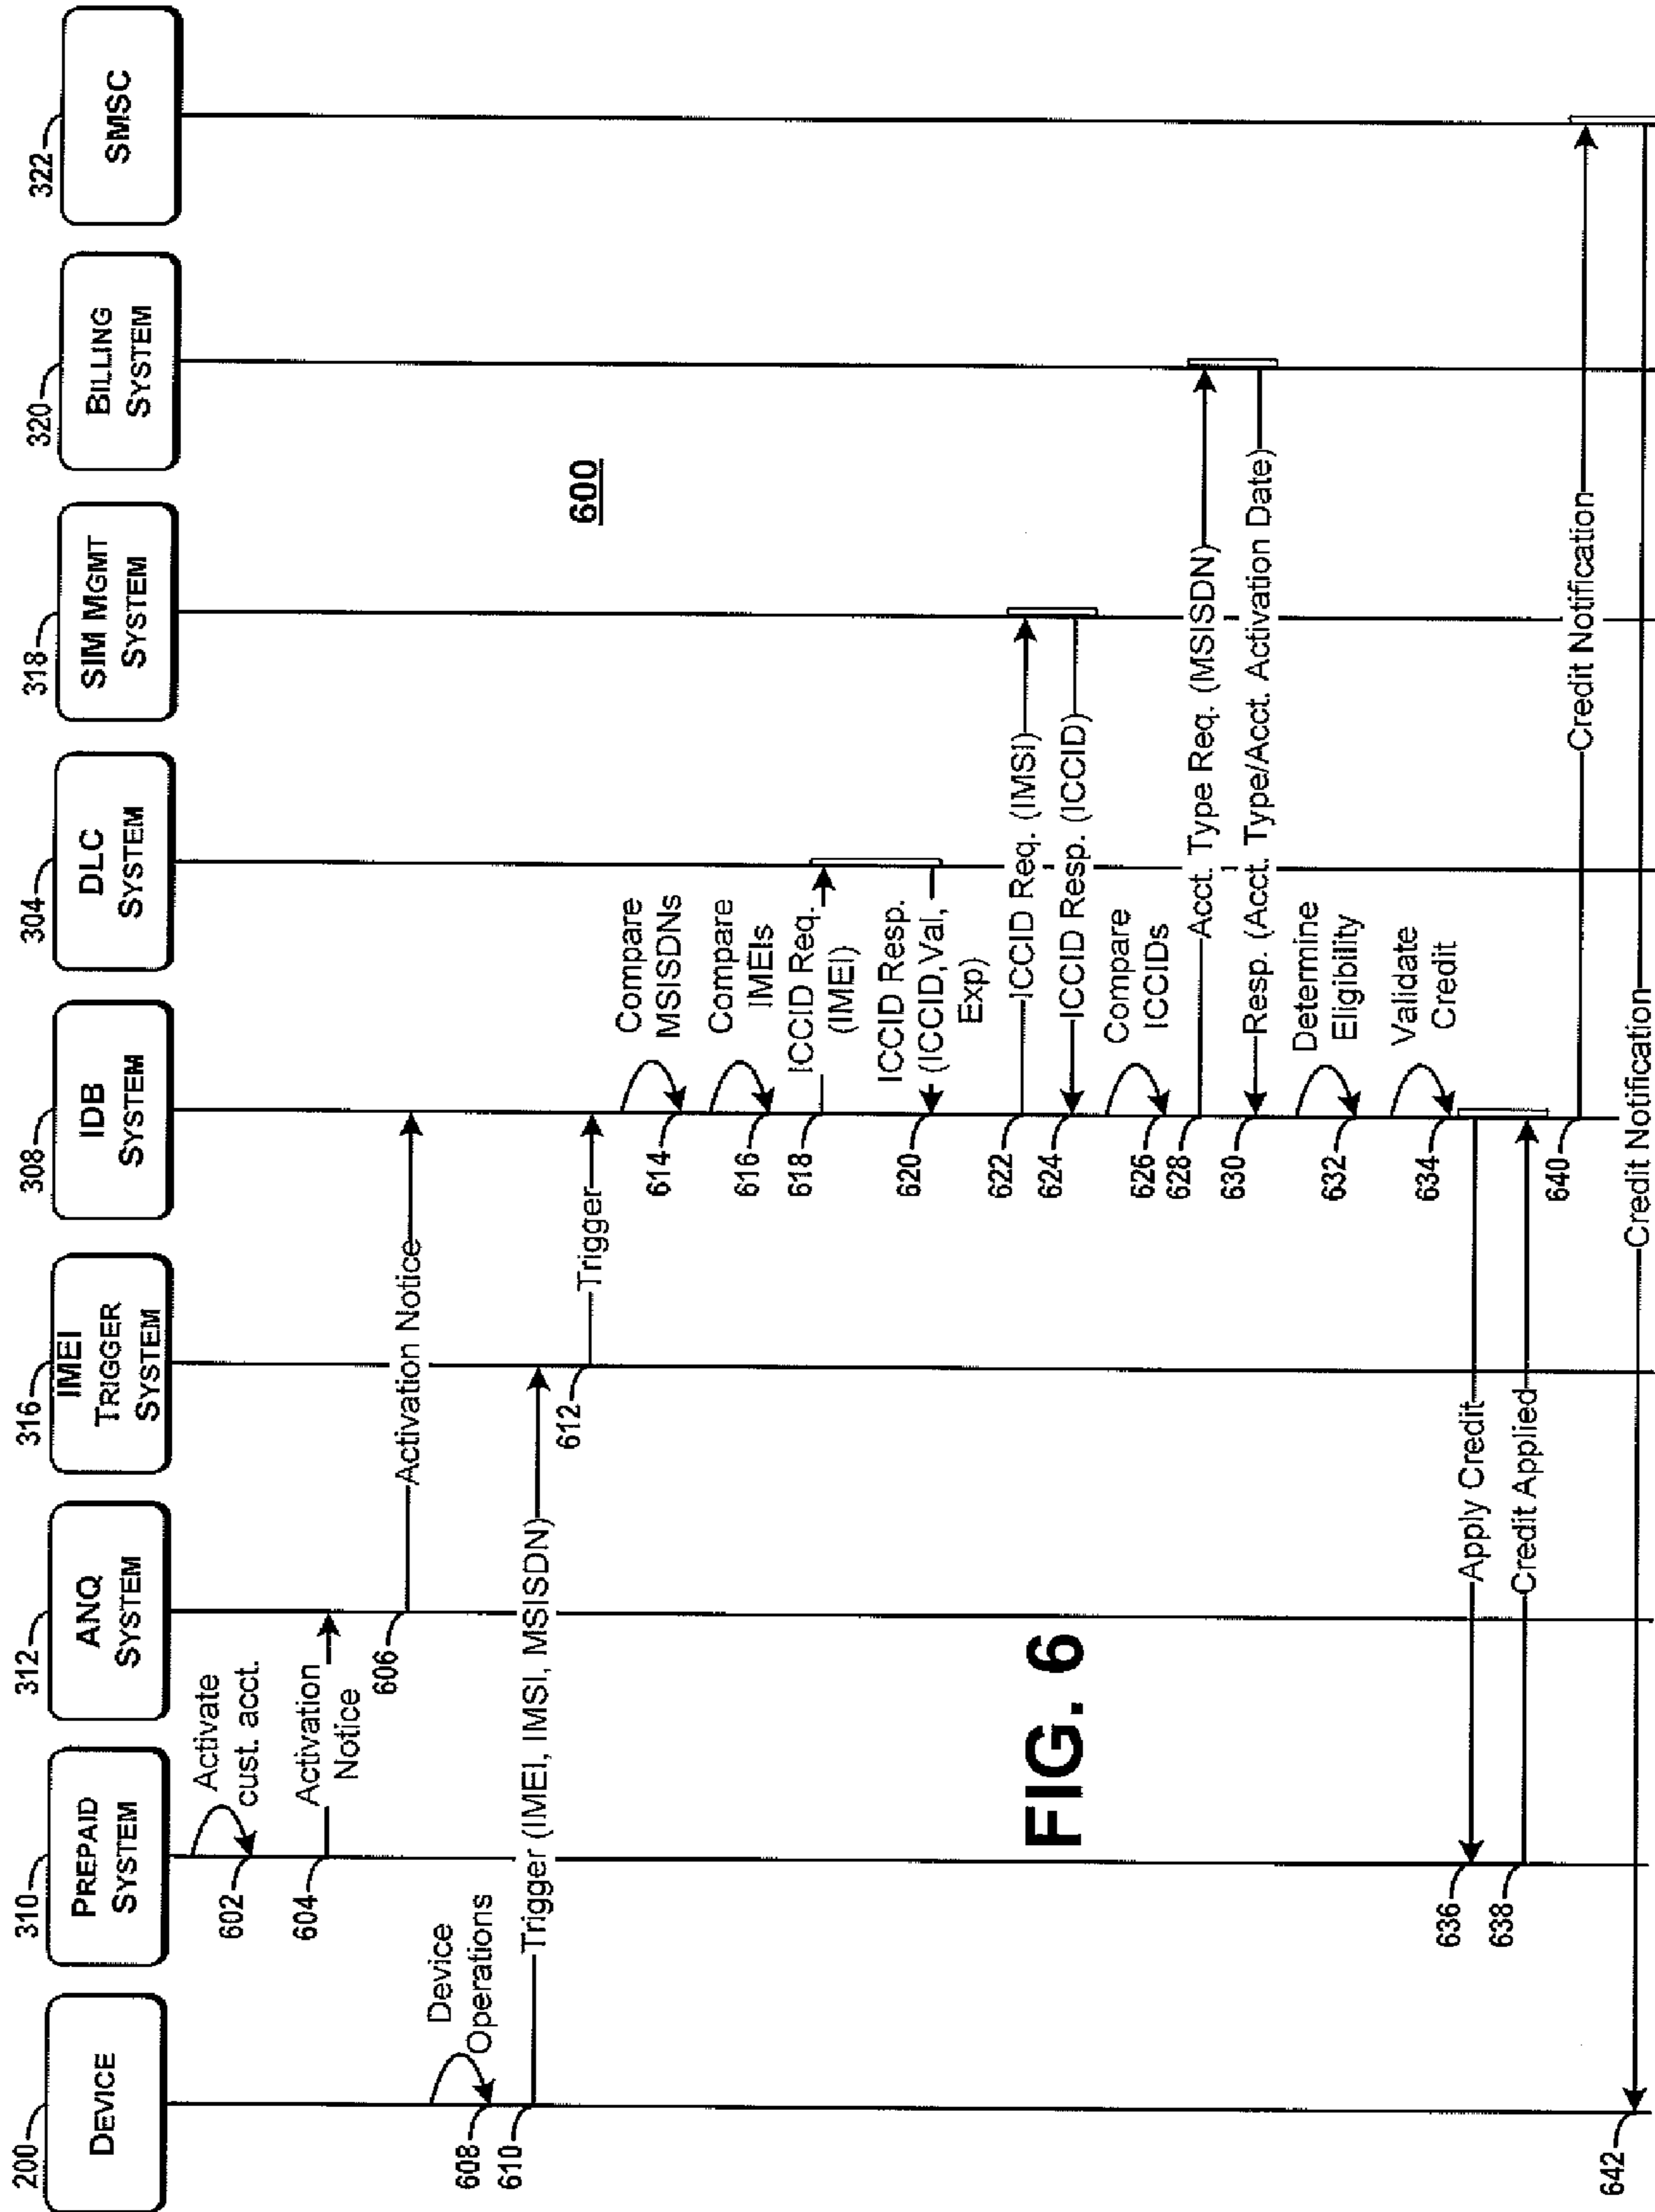 200
DEVICE
310
PREPAID
SYSTEM
312
ANQ
SYSTEM
316
IMEI
TRIGGER
SYSTEM
308
IDB
SYSTEM
304
DLC
SYSTEM
318
SIM MGMT
SYSTEM
320
BILLING
SYSTEM
322
SMSC
602
Activate
cust. acct.
604
Activation
Notice
606
Activation Notice
608
Device
Operations
610
Trigger (IMEI, IMSI, MSISDN)
612
Trigger
600
614
Compare
MSISDNs
616
Compare
IMEIs
618
ICCID Req.
(IMEI)
620
ICCID Resp.
(ICCID,Val,
Exp)
622
ICCID Req. (IMSI)
624
ICCID Resp. (ICCID)
626
Compare
ICCIDs
628
Acct. Type Req. (MSISDN)
630
Resp. (Acct. Type/Acct. Activation Date)
632
Determine
Eligibility
634
Validate
Credit
636
Apply Credit
638
Credit Applied
640
Credit Notification
642
Credit Notification
FIG. 6